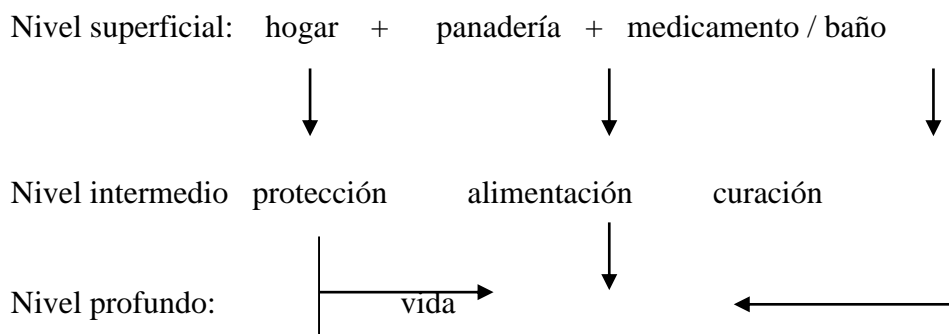 Nivel superficial: hogar + panadería + medicamento / baño
Nivel intermedio protección alimentación curación
Nivel profundo: vida